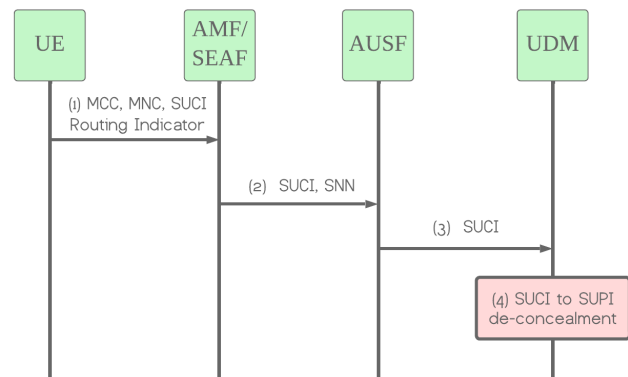 UE
AMF/
SEAF
AUSF
UDM
(1) MCC, MNC, SUCI
Routing Indicator
(2) SUCI, SNN
(3) SUCI
(4) SUCI to SUPI
de-concealment